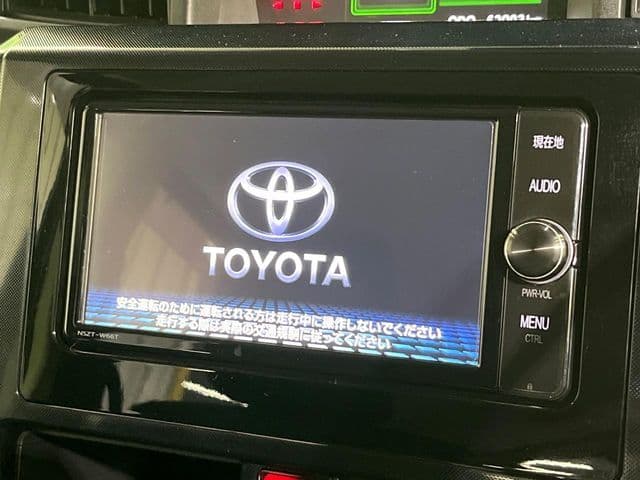 現在地
AUDIO
TOYOTA
PWR-VOL
安全運転のために運転される方は走行中に操作しないでください
走行する際は実際の交通規制に従ってください
NSZT-W66T
MENU
CTRL